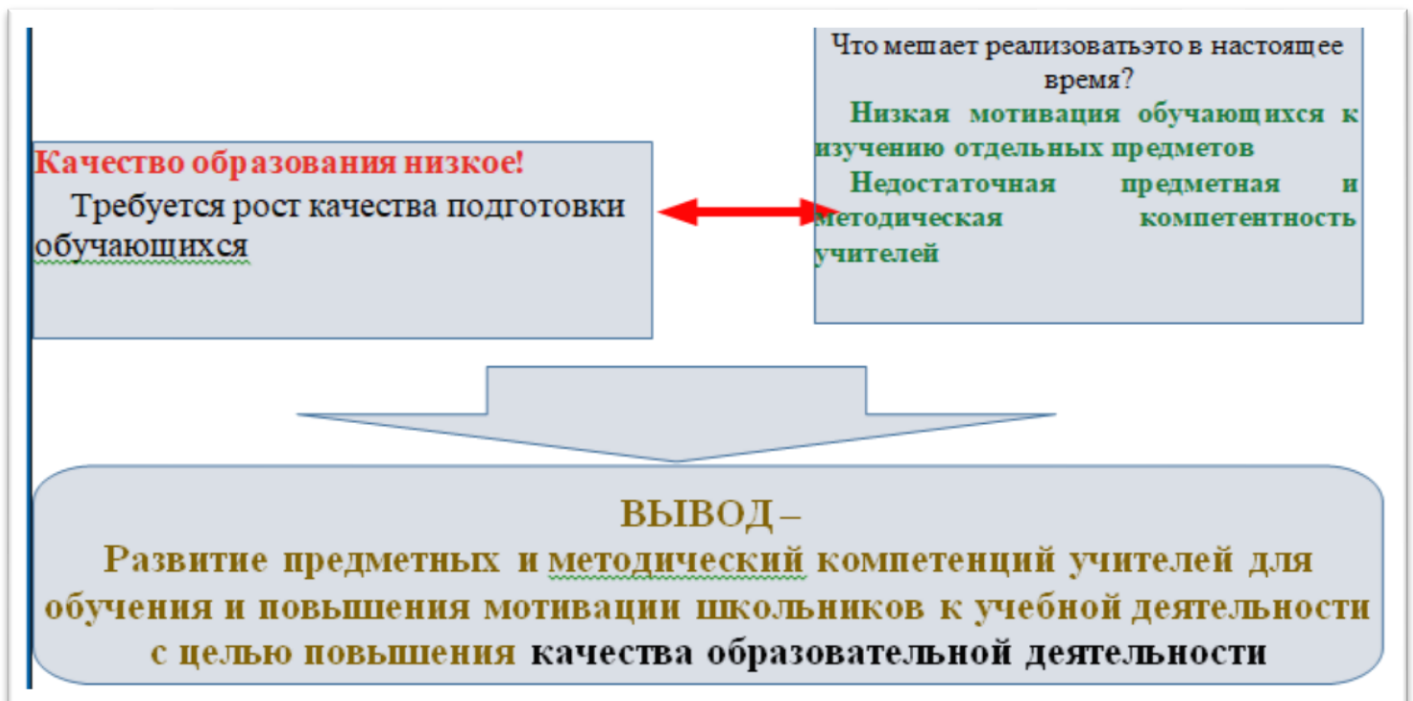 Качество образования низкое!
Требуется рост качества подготовки
обучающихся
Что мешает реализоватьэто в настоящее
время?
Низкая мотивация обучающихся к
изучению отдельных предметов
Недостаточная предметная и
методическая компетентность
учителей
ВЫВОД –
Развитие предметных и методический компетенций учителей для
обучения и повышения мотивации школьников к учебной деятельности
с целью повышения качества образовательной деятельности